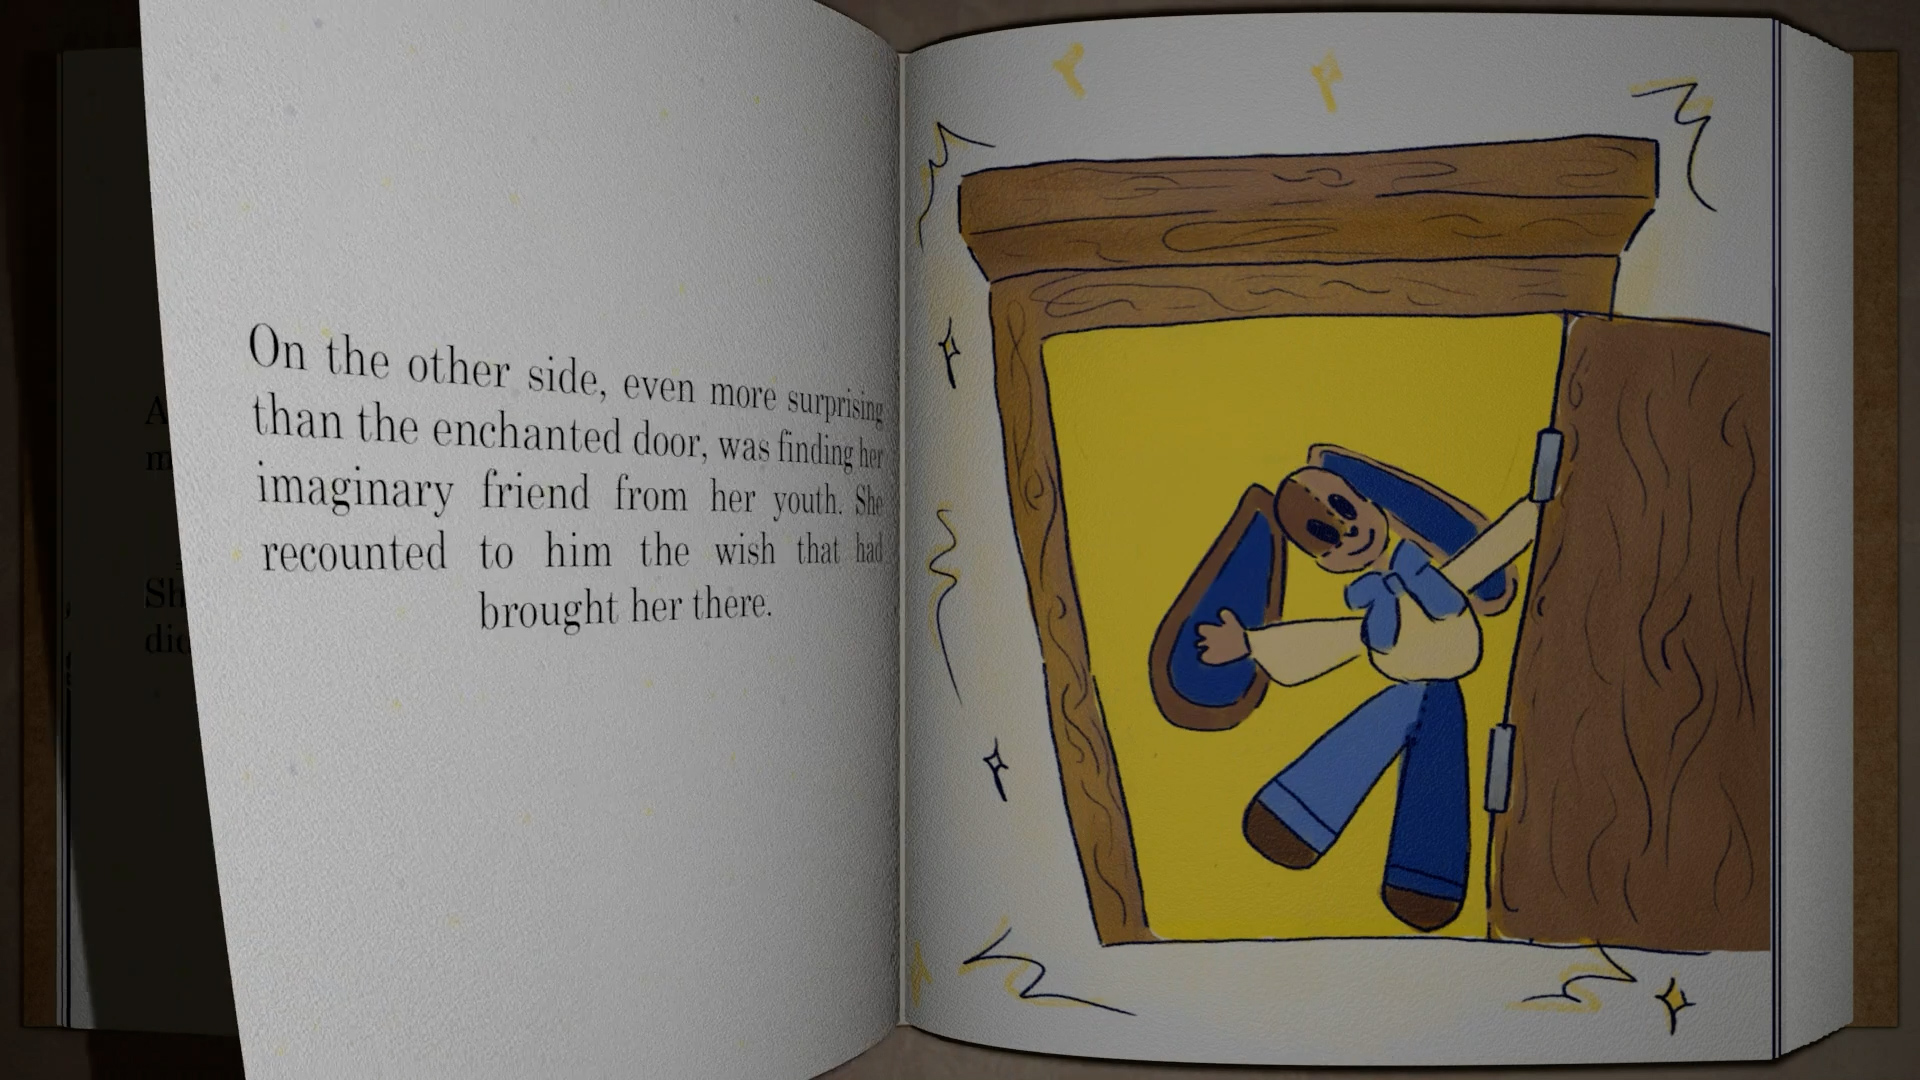 On the other side, even more surprising
than the enchanted door, was finding her
imaginary friend from her youth. She
recounted to him the wish that had
brought her there.